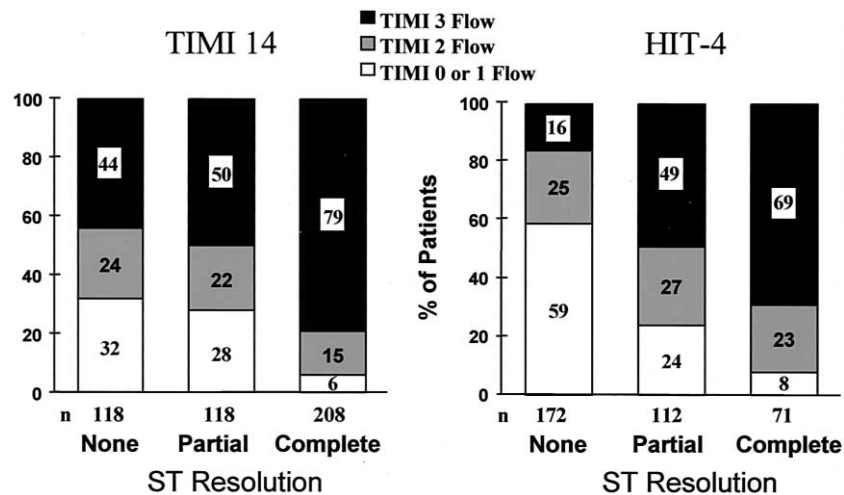 TIMI 14
TIMI 3 Flow
TIMI 2 Flow
TIMI 0 or 1 Flow
HIT-4
100
80
60
40
20
0
44
50
79
24
22
15
32
28
6
n 118 118 208
None Partial Complete
ST Resolution
% of Patients
100
80
60
40
20
0
16
49
69
25
27
23
59
24
8
n 172 112 71
None Partial Complete
ST Resolution